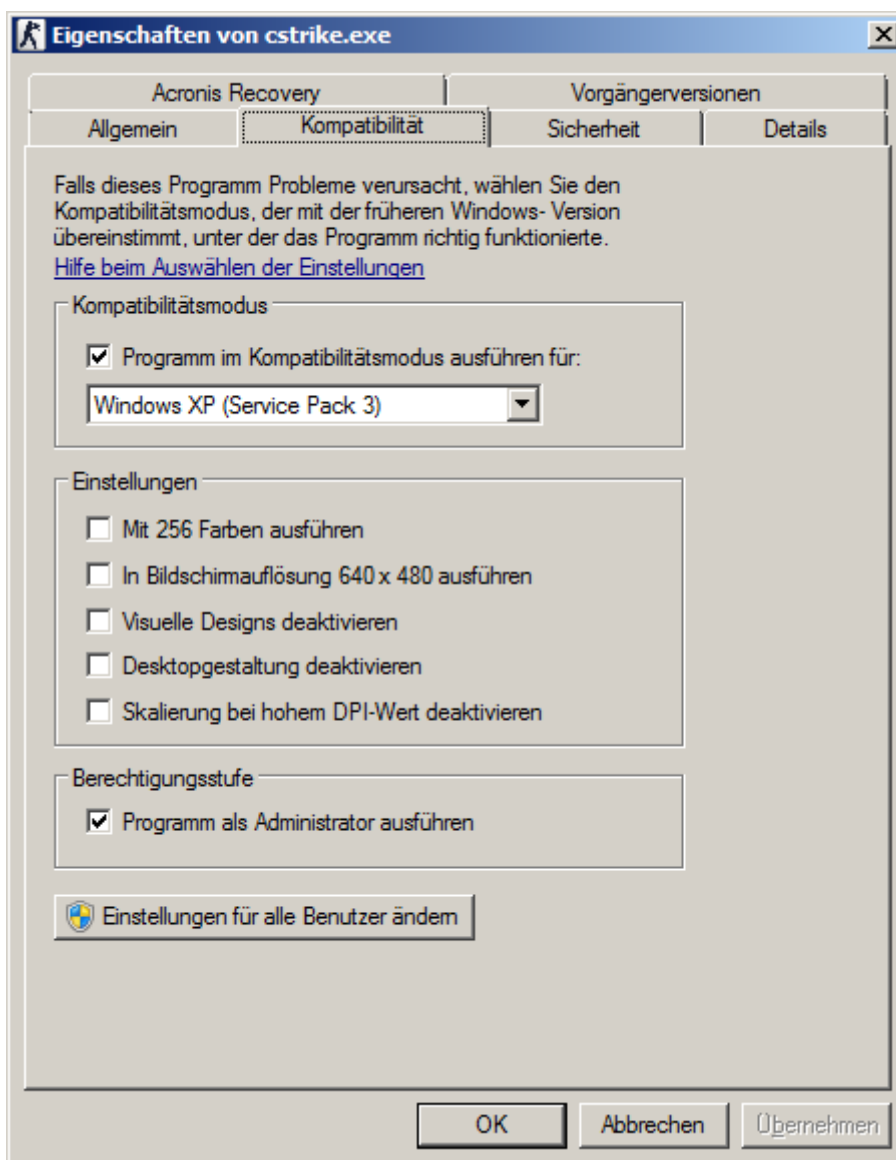 Eigenschaften von cstrike.exe
Acronis Recovery
Vorgängerversionen
Allgemein
Kompatibilität
Sicherheit
Details
Falls dieses Programm Probleme verursacht, wählen Sie den
Kompatibilitätsmodus, der mit der früheren Windows- Version
übereinstimmt, unter der das Programm richtig funktionierte.
Hilfe beim Auswählen der Einstellungen
Kompatibilitätsmodus
Programm im Kompatibilitätsmodus ausführen für:
Windows XP (Service Pack 3)
Einstellungen
Mit 256 Farben ausführen
In Bildschirmauflösung 640 x 480 ausführen
Visuelle Designs deaktivieren
Desktopgestaltung deaktivieren
Skalierung bei hohem DPI-Wert deaktivieren
Berechtigungsstufe
Programm als Administrator ausführen
Einstellungen für alle Benutzer ändern
OK
Abbrechen
Übernehmen